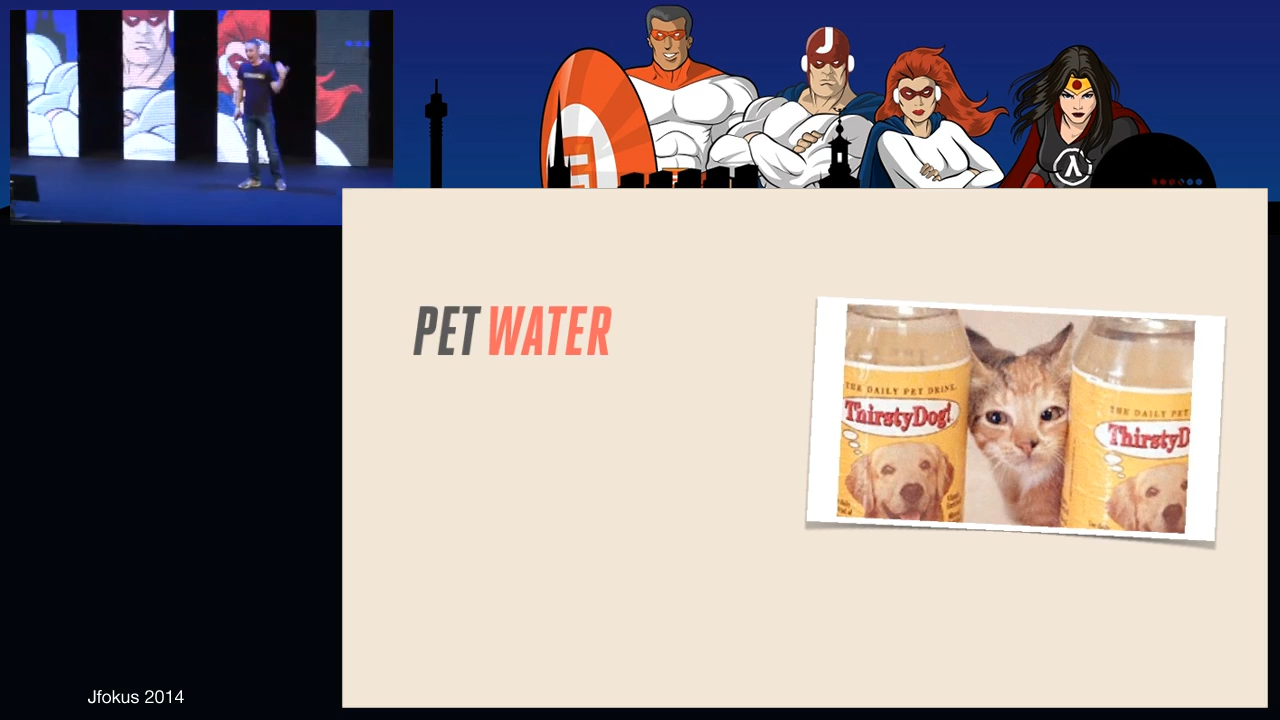 J
λ
PET WATER
THE DAILY PET DRINK.
ThirstyDog!
THE DAILY PET
ThirstyD
Jfokus 2014